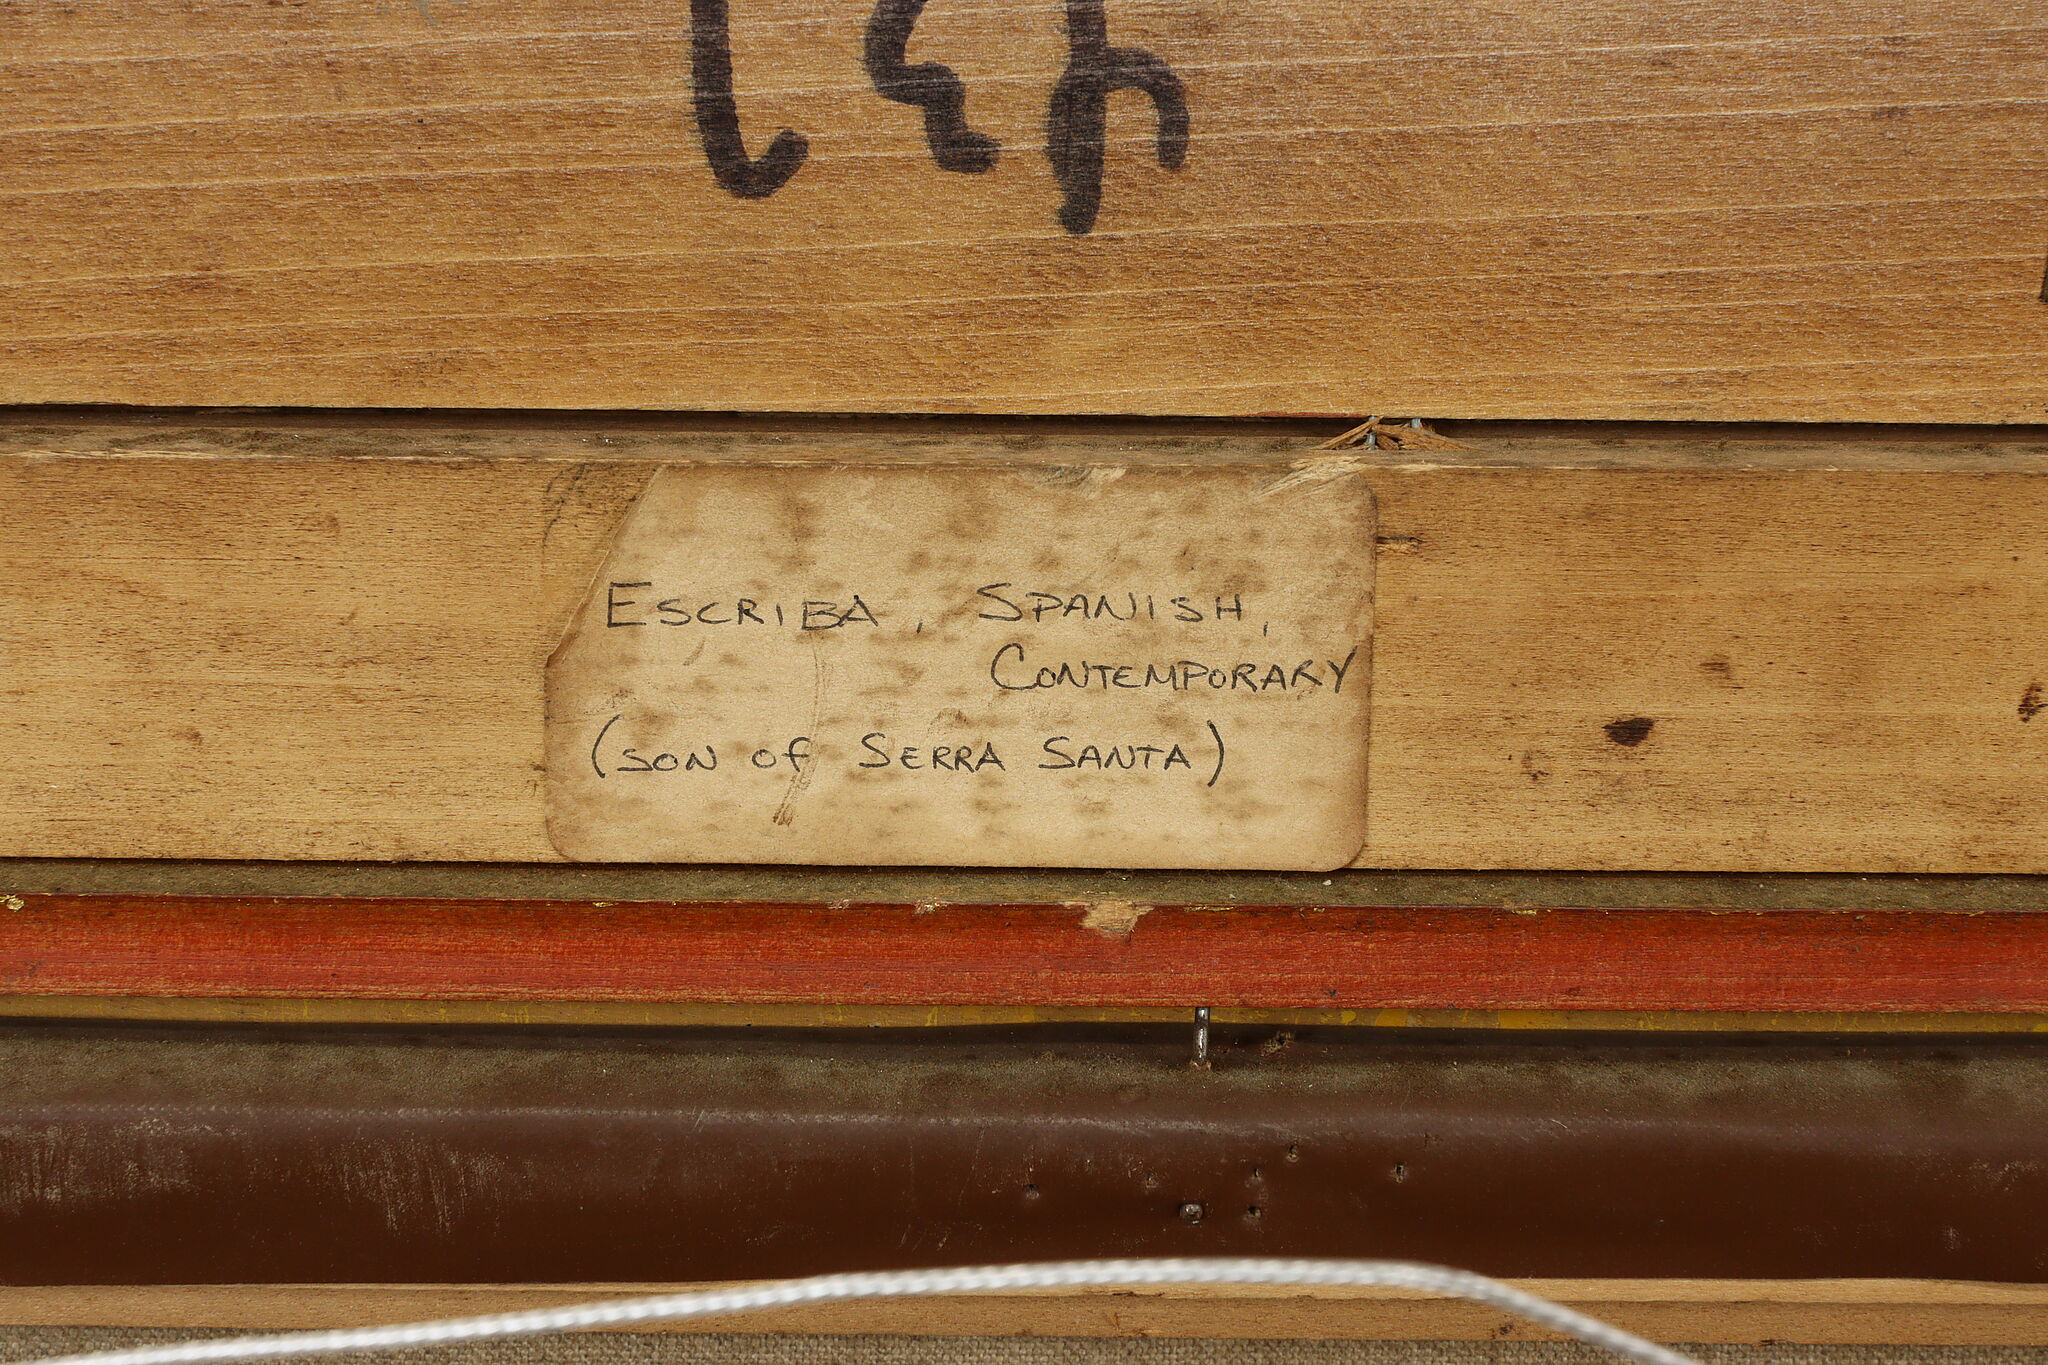 ESCRIBA, SPANISH,
CONTEMPORARY
(SON OF SERRA SANTA)